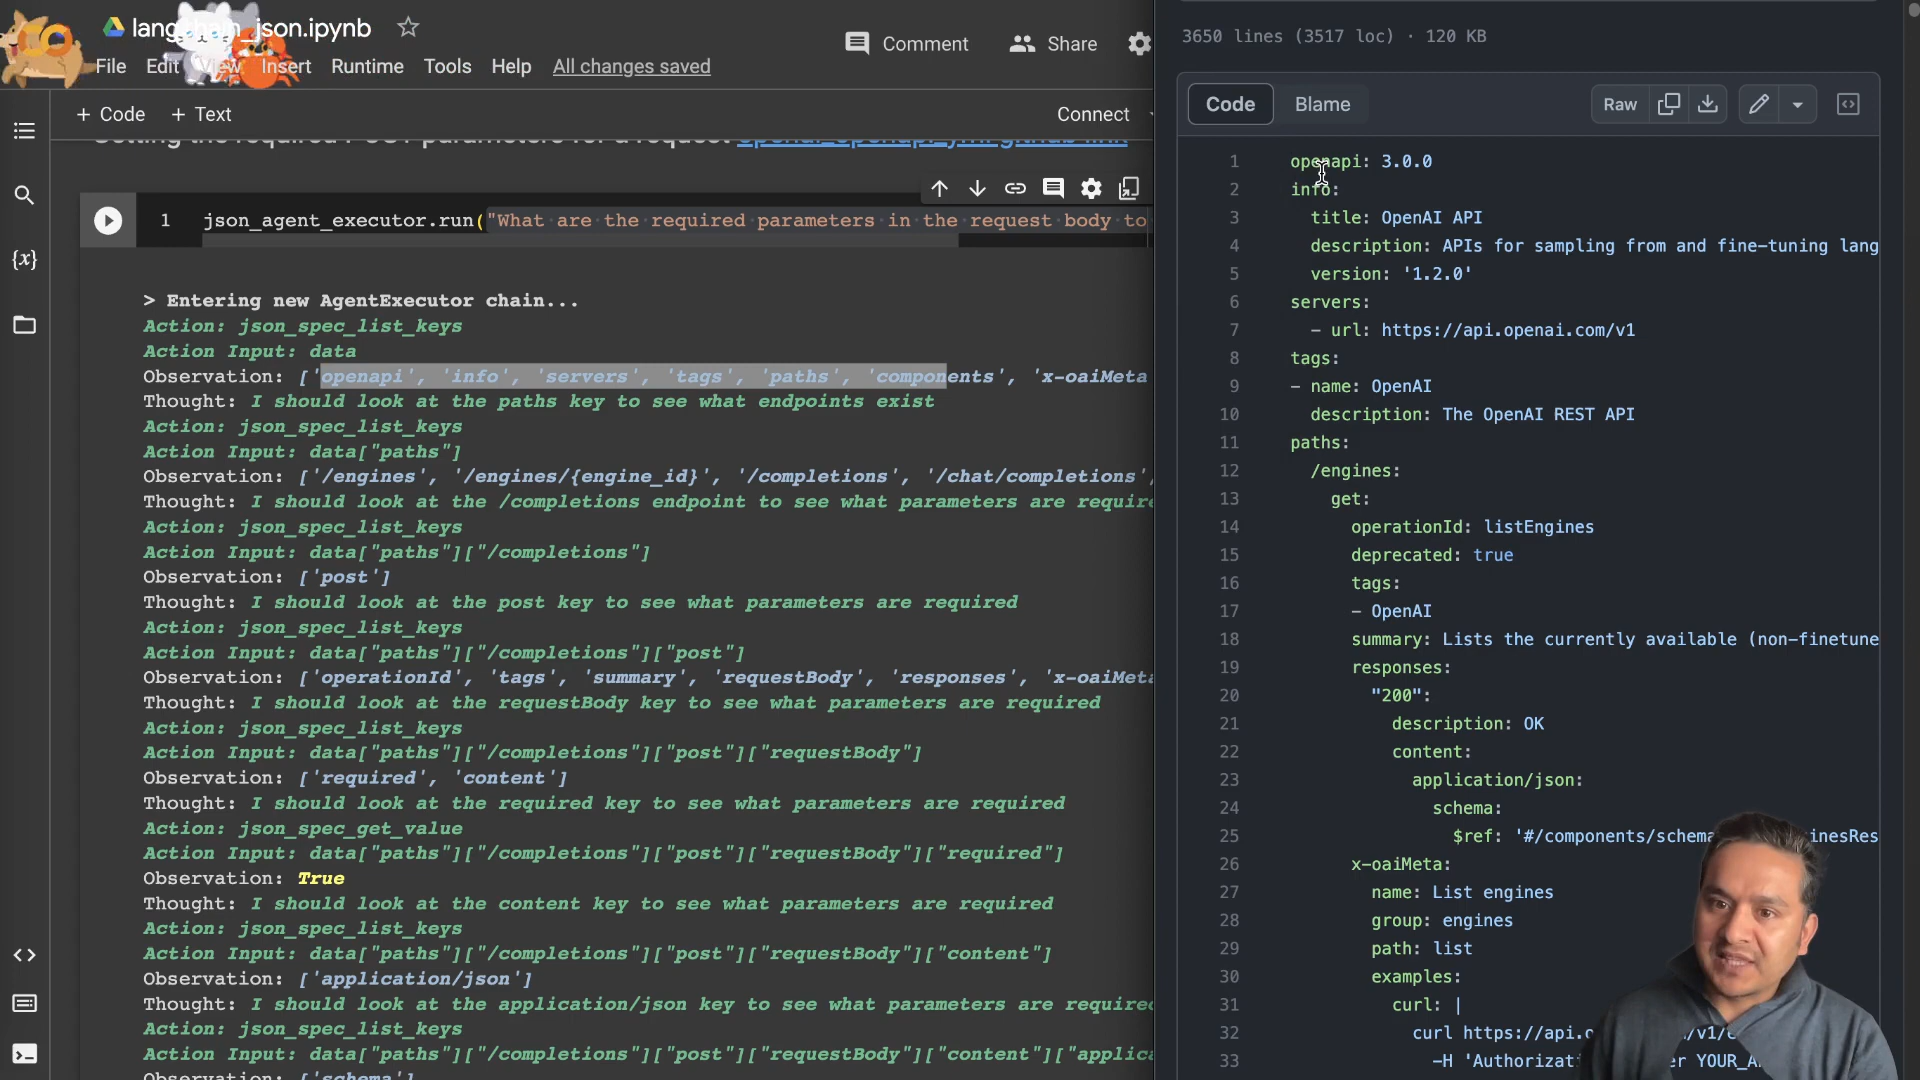 langchain_json.ipynb
File Edit View Insert Runtime Tools Help All changes saved
Comment Share
+ Code + Text
Connect
1 json_agent_executor.run("What are the required parameters in the request body to
> Entering new AgentExecutor chain...
Action: json_spec_list_keys
Action Input: data
Observation: ['openapi', 'info', 'servers', 'tags', 'paths', 'components', 'x-oaiMeta
Thought: I should look at the paths key to see what endpoints exist
Action: json_spec_list_keys
Action Input: data["paths"]
Observation: ['/engines', '/engines/{engine_id}', '/completions', '/chat/completions',
Thought: I should look at the /completions endpoint to see what parameters are require
Action: json_spec_list_keys
Action Input: data["paths"]["/completions"]
Observation: ['post']
Thought: I should look at the post key to see what parameters are required
Action: json_spec_list_keys
Action Input: data["paths"]["/completions"]["post"]
Observation: ['operationId', 'tags', 'summary', 'requestBody', 'responses', 'x-oaiMeta
Thought: I should look at the requestBody key to see what parameters are required
Action: json_spec_list_keys
Action Input: data["paths"]["/completions"]["post"]["requestBody"]
Observation: ['required', 'content']
Thought: I should look at the required key to see what parameters are required
Action: json_spec_get_value
Action Input: data["paths"]["/completions"]["post"]["requestBody"]["required"]
Observation: True
Thought: I should look at the content key to see what parameters are required
Action: json_spec_list_keys
Action Input: data["paths"]["/completions"]["post"]["requestBody"]["content"]
Observation: ['application/json']
Thought: I should look at the application/json key to see what parameters are required
Action: json_spec_list_keys
Action Input: data["paths"]["/completions"]["post"]["requestBody"]["content"]["applica
Observation: ['schema']
3650 lines (3517 loc) · 120 KB
Code Blame Raw
1 openapi: 3.0.0
2 info:
3 title: OpenAI API
4 description: APIs for sampling from and fine-tuning lang
5 version: '1.2.0'
6 servers:
7 - url: https://api.openai.com/v1
8 tags:
9 - name: OpenAI
10 description: The OpenAI REST API
11 paths:
12 /engines:
13 get:
14 operationId: listEngines
15 deprecated: true
16 tags:
17 - OpenAI
18 summary: Lists the currently available (non-finetune
19 responses:
20 "200":
21 description: OK
22 content:
23 application/json:
24 schema:
25 $ref: '#/components/schema inesRes
26 x-oaiMeta:
27 name: List engines
28 group: engines
29 path: list
30 examples:
31 curl: |
32 curl https://api.o /v1/e
33 -H 'Authorizati er YOUR_A